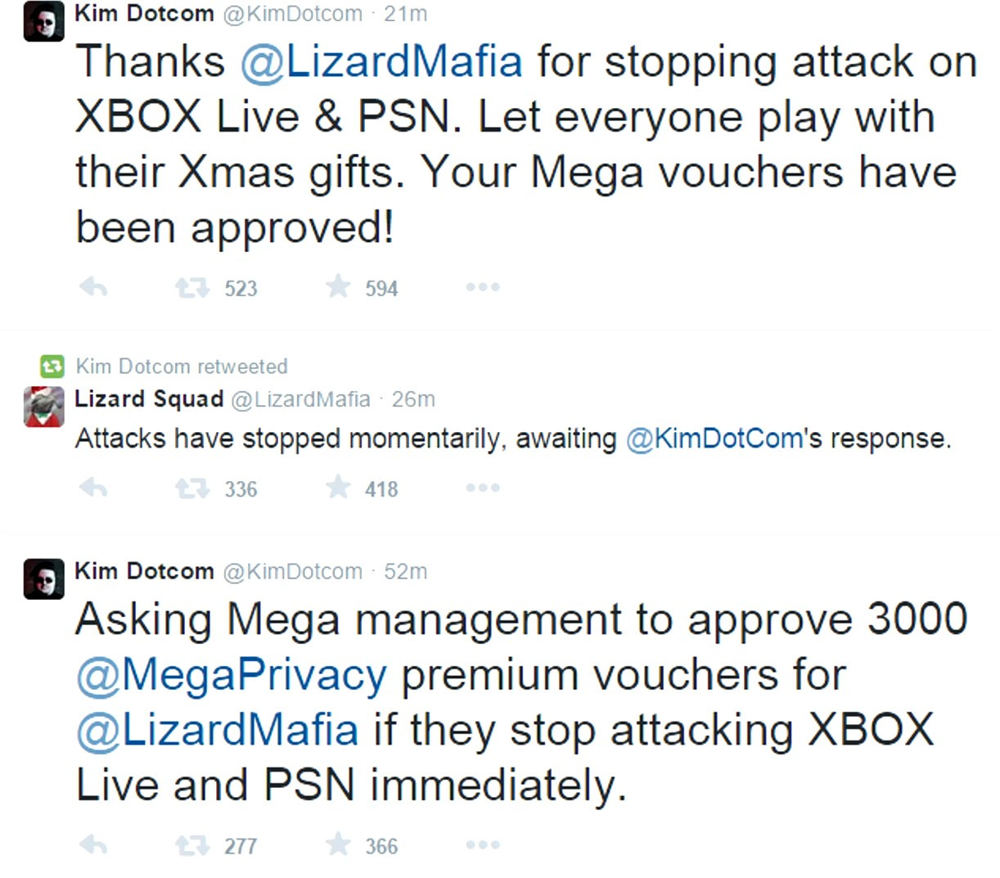 Kim Dotcom @KimDotcom · 21m
Thanks @LizardMafia for stopping attack on
XBOX Live & PSN. Let everyone play with
their Xmas gifts. Your Mega vouchers have
been approved!
523 594
Kim Dotcom retweeted
Lizard Squad @LizardMafia · 26m
Attacks have stopped momentarily, awaiting @KimDotCom's response.
336 418
Kim Dotcom @KimDotcom · 52m
Asking Mega management to approve 3000
@MegaPrivacy premium vouchers for
@LizardMafia if they stop attacking XBOX
Live and PSN immediately.
277 366